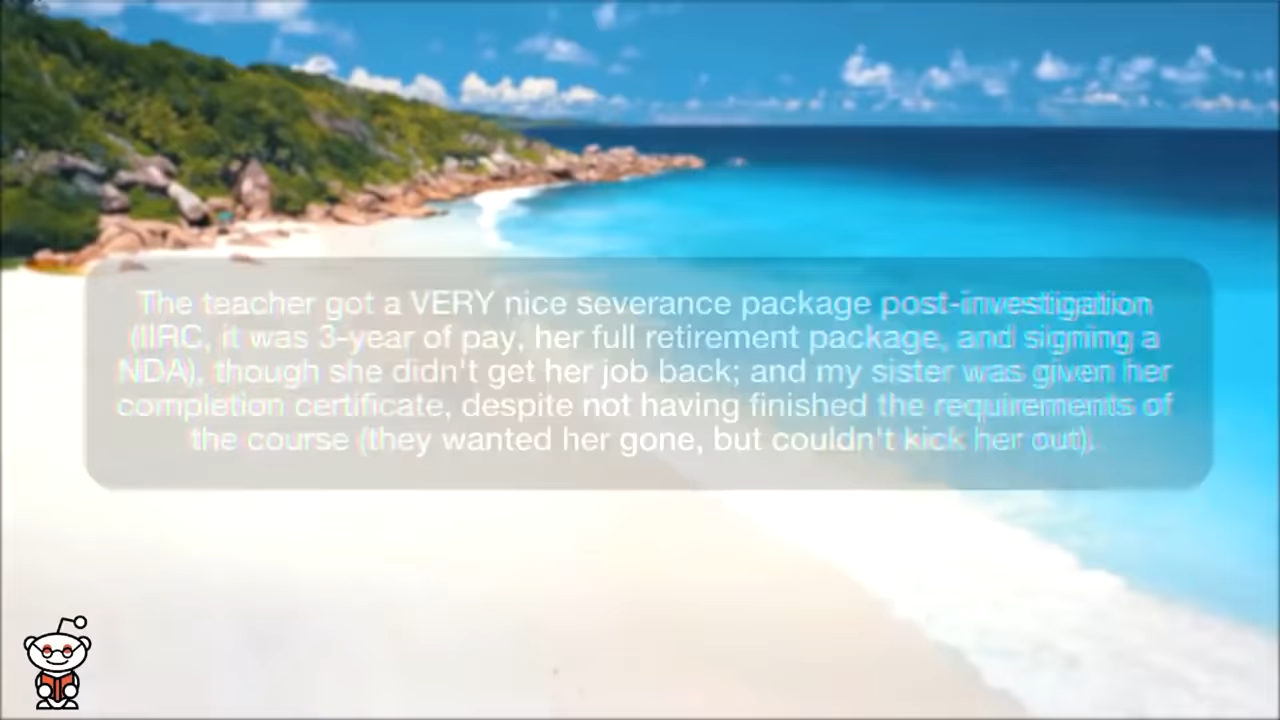 The teacher got a VERY nice severance package post-investigation
(IIRC, it was 3-year of pay, her full retirement package, and signing a
NDA), though she didn't get her job back; and my sister was given her
completion certificate, despite not having finished the requirements of
the course (they wanted her gone, but couldn't kick her out).